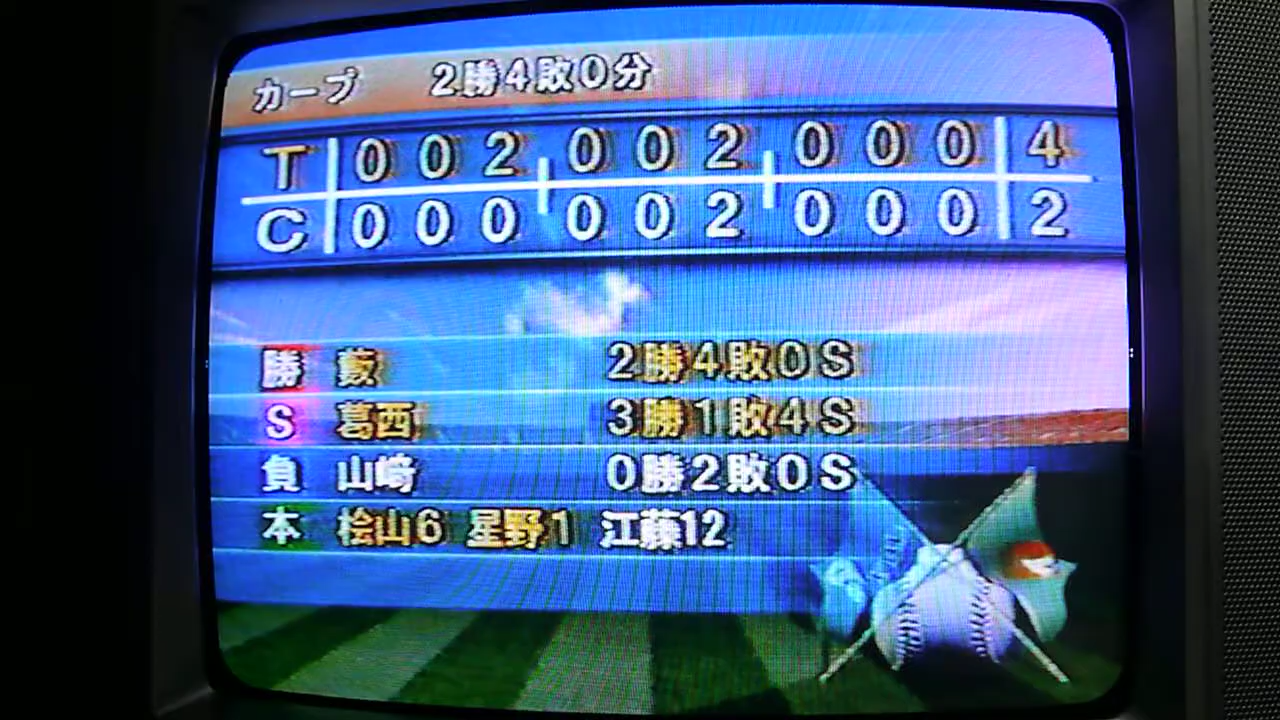 カープ 2勝4敗0分
T 0 0 2 0 0 2 0 0 0 4
C 0 0 0 0 0 2 0 0 0 2
勝 藪 2勝4敗0S
S 葛西 3勝1敗4S
負 山﨑 0勝2敗0S
本 桧山6 星野1 江藤12